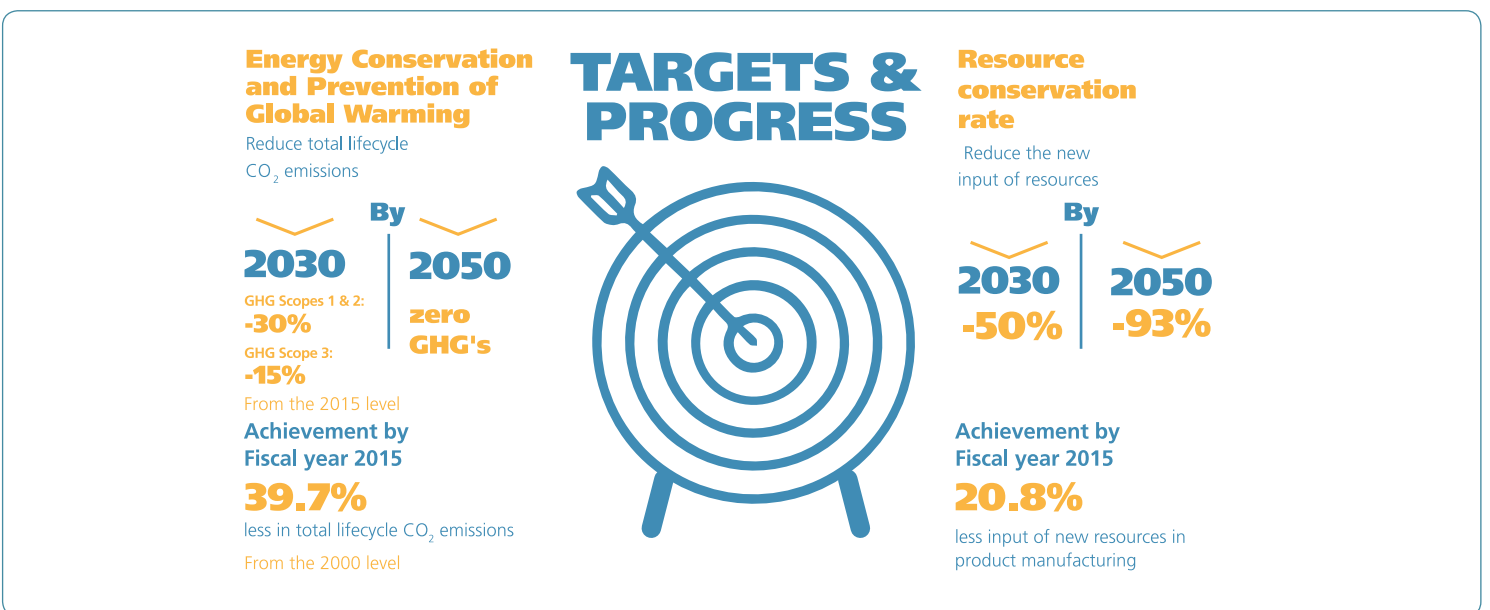 Energy Conservation
and Prevention of
Global Warming
Reduce total lifecycle
CO₂ emissions
By
2030
GHG Scopes 1 & 2:
-30%
GHG Scope 3:
-15%
From the 2015 level
2050
zero
GHG's
Achievement by
Fiscal year 2015
39.7%
less in total lifecycle CO₂ emissions
From the 2000 level
TARGETS &
PROGRESS
Resource
conservation
rate
Reduce the new
input of resources
By
2030
-50%
2050
-93%
Achievement by
Fiscal year 2015
20.8%
less input of new resources in
product manufacturing